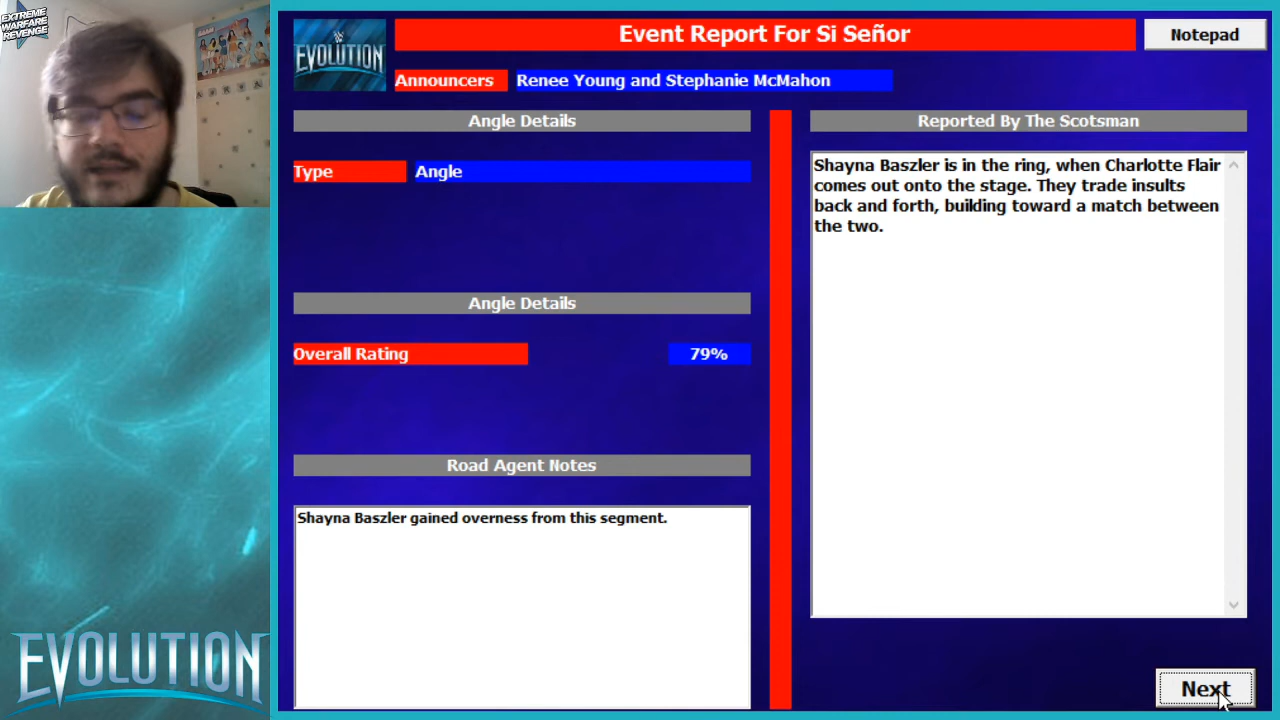 EXTREME
WARFARE
REVENGE
W
EVOLUTION
Event Report For Si Señor
Notepad
Announcers
Renee Young and Stephanie McMahon
Angle Details
Type
Angle
Angle Details
Overall Rating
79%
Road Agent Notes
Shayna Baszler gained overness from this segment.
Reported By The Scotsman
Shayna Baszler is in the ring, when Charlotte Flair
comes out onto the stage. They trade insults
back and forth, building toward a match between
the two.
Next
EVOLUTION